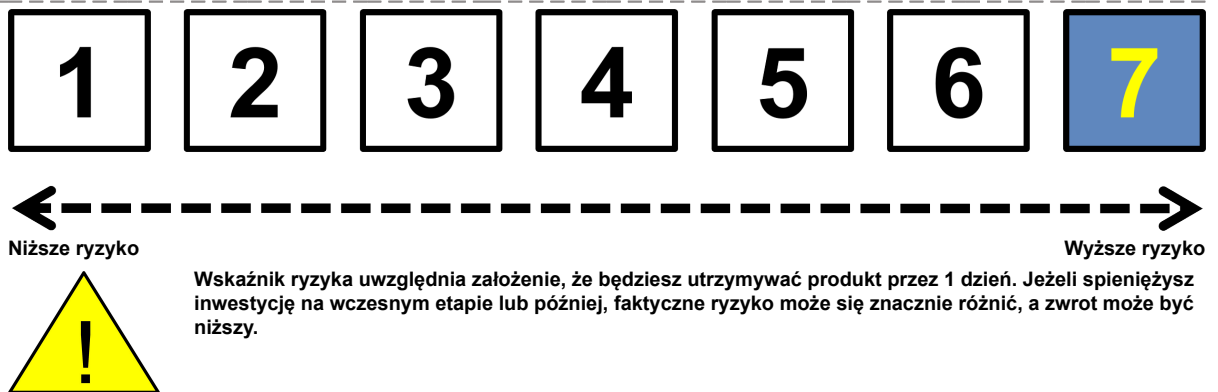 1 2 3 4 5 6 7
Niższe ryzyko Wyższe ryzyko
Wskaźnik ryzyka uwzględnia założenie, że będziesz utrzymywać produkt przez 1 dzień. Jeżeli spieniężysz
inwestycję na wczesnym etapie lub później, faktyczne ryzyko może się znacznie różnić, a zwrot może być
niższy.
!